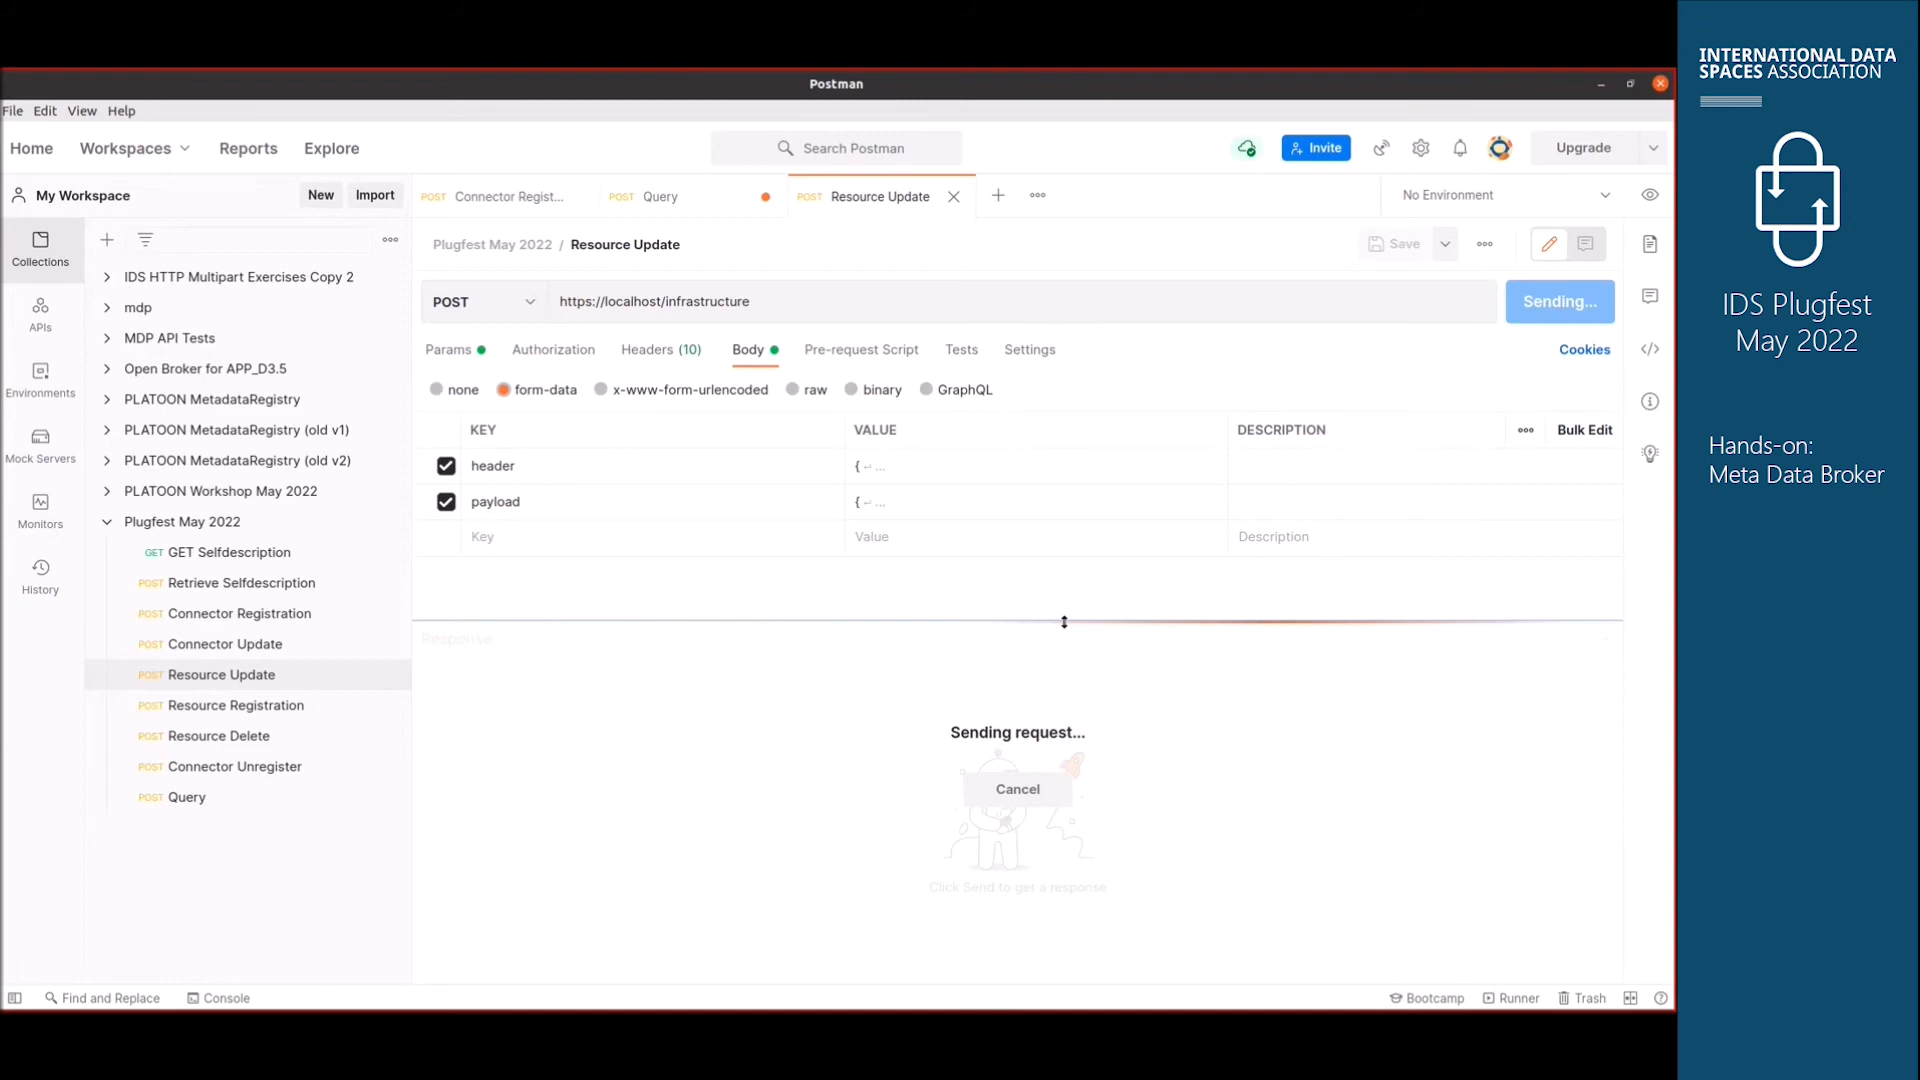 Postman
File Edit View Help
Home Workspaces Reports Explore
Search Postman
Invite
Upgrade
My Workspace
New
Import
POST Connector Regist...
POST Query
POST Resource Update
No Environment
Collections
APIs
Environments
Mock Servers
Monitors
History
IDS HTTP Multipart Exercises Copy 2
mdp
MDP API Tests
Open Broker for APP_D3.5
PLATOON MetadataRegistry
PLATOON MetadataRegistry (old v1)
PLATOON MetadataRegistry (old v2)
PLATOON Workshop May 2022
Plugfest May 2022
GET GET Selfdescription
POST Retrieve Selfdescription
POST Connector Registration
POST Connector Update
POST Resource Update
POST Resource Registration
POST Resource Delete
POST Connector Unregister
POST Query
Plugfest May 2022 / Resource Update
Save
POST
https://localhost/infrastructure
Sending...
Params Authorization Headers (10) Body Pre-request Script Tests Settings
Cookies
none form-data x-www-form-urlencoded raw binary GraphQL
KEY VALUE DESCRIPTION
Bulk Edit
header { ↵ ...
payload { ↵ ...
Key Value Description
Response
Sending request...
Cancel
Click Send to get a response
Find and Replace
Console
Bootcamp
Runner
Trash
INTERNATIONAL DATA
SPACES ASSOCIATION
IDS Plugfest
May 2022
Hands-on:
Meta Data Broker